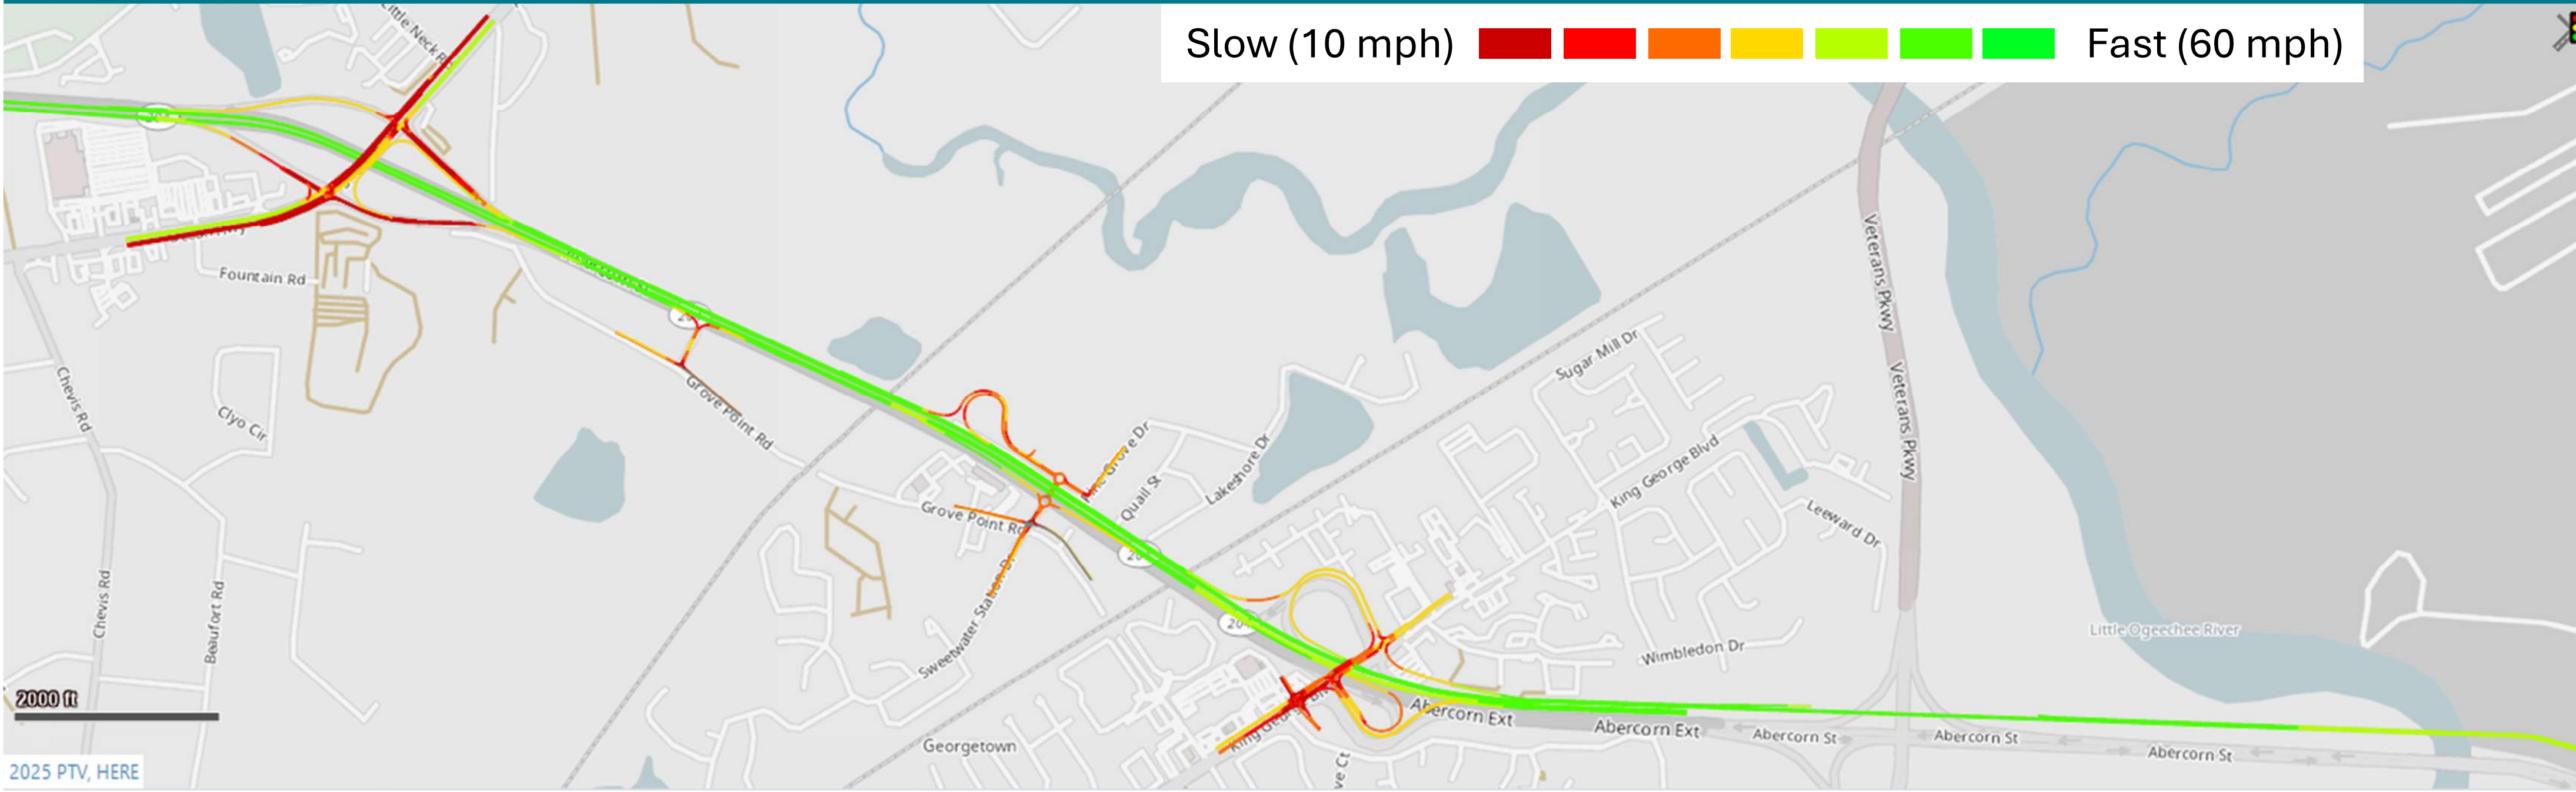 Slow (10 mph)
Fast (60 mph)
Little Neck Rd
Fountain Rd
Chevis Rd
Clyo Cir
Grove Point Rd
Veterans Pkwy
Veterans Pkwy
Sugar Mill Dr
King George Blvd
Quail St
Lakeshore Dr
Grove Point Rd
Leeward Dr
Chevis Rd
Beaufort Rd
Sweetwater Station Dr
Wimbledon Dr
Little Ogeechee River
2000 ft
Abercorn Ext
Abercorn Ext
Abercorn St
Abercorn St
Abercorn St
Georgetown
2025 PTV, HERE